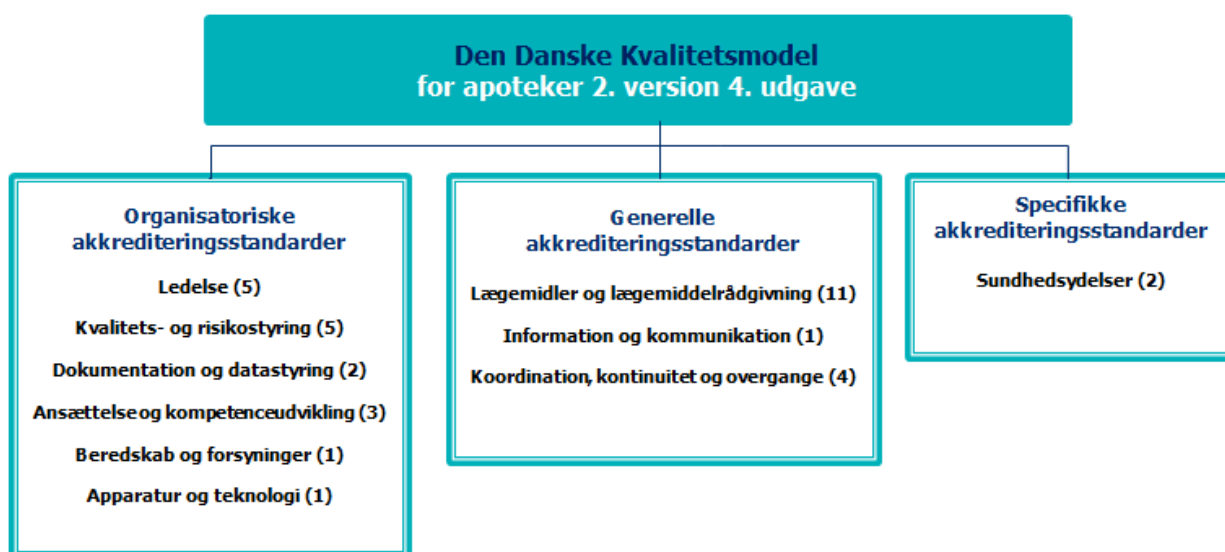 Den Danske Kvalitetsmodel
for apoteker 2. version 4. udgave
Organisatoriske
akkrediteringsstandarder
Ledelse (5)
Kvalitets- og risikostyring (5)
Dokumentation og datastyring (2)
Ansættelse og kompetenceudvikling (3)
Beredskab og forsyninger (1)
Apparatur og teknologi (1)
Generelle
akkrediteringsstandarder
Lægemidler og lægemiddelrådgivning (11)
Information og kommunikation (1)
Koordination, kontinuitet og overgange (4)
Specifikke
akkrediteringsstandarder
Sundhedsydelser (2)